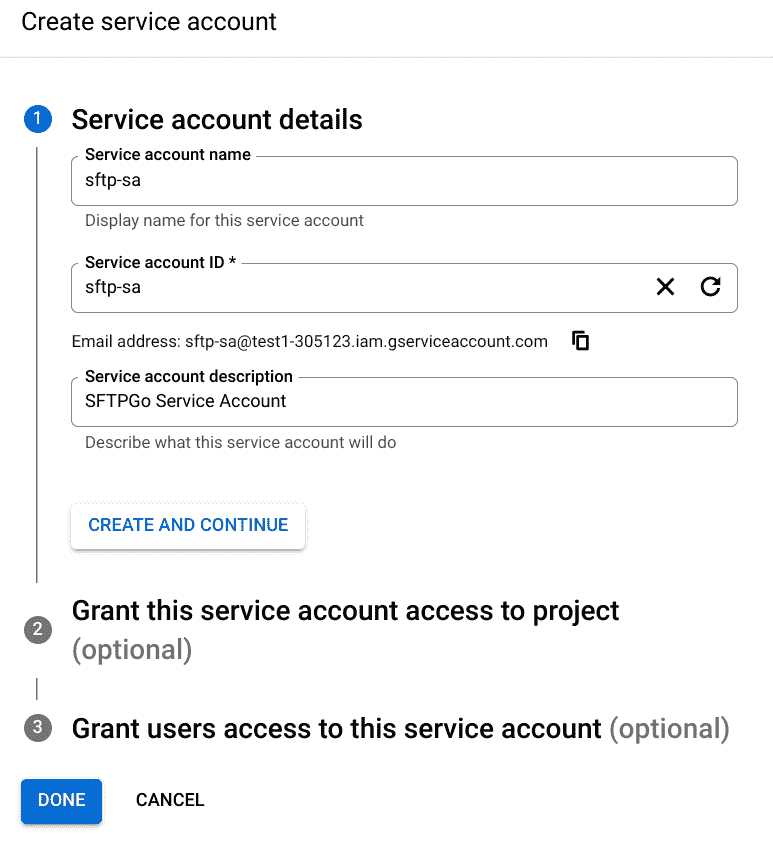 Create service account
1 Service account details
Service account name
sftp-sa
Display name for this service account
Service account ID *
sftp-sa
Email address: sftp-sa@test1-305123.iam.gserviceaccount.com
Service account description
SFTPGo Service Account
Describe what this service account will do
CREATE AND CONTINUE
2 Grant this service account access to project
(optional)
3 Grant users access to this service account (optional)
DONE CANCEL